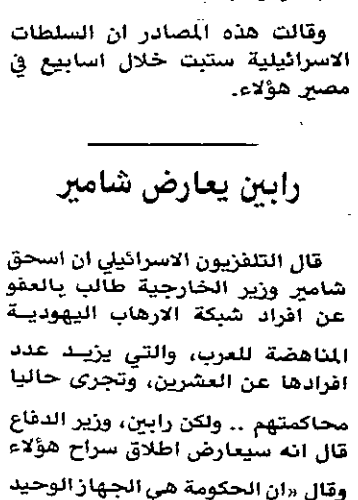 وقالت هذه المصادر ان السلطات
الاسرائيلية ستبت خلال اسابيع في
مصير هؤلاء.
رابين يعارض شامير
قال التلفزيون الاسرائيلي ان اسحق
شامير وزير الخارجية طالب بالعفو
عن افراد شبكة الارهاب اليهودية
المناهضة للعرب، والتي يزيد عدد
افرادها عن العشرين، وتجرى حاليا
محاكمتهم .. ولكن رابين، وزير الدفاع
قال انه سيعارض اطلاق سراح هؤلاء
وقال «ان الحكومة هي الجهاز الوحيد